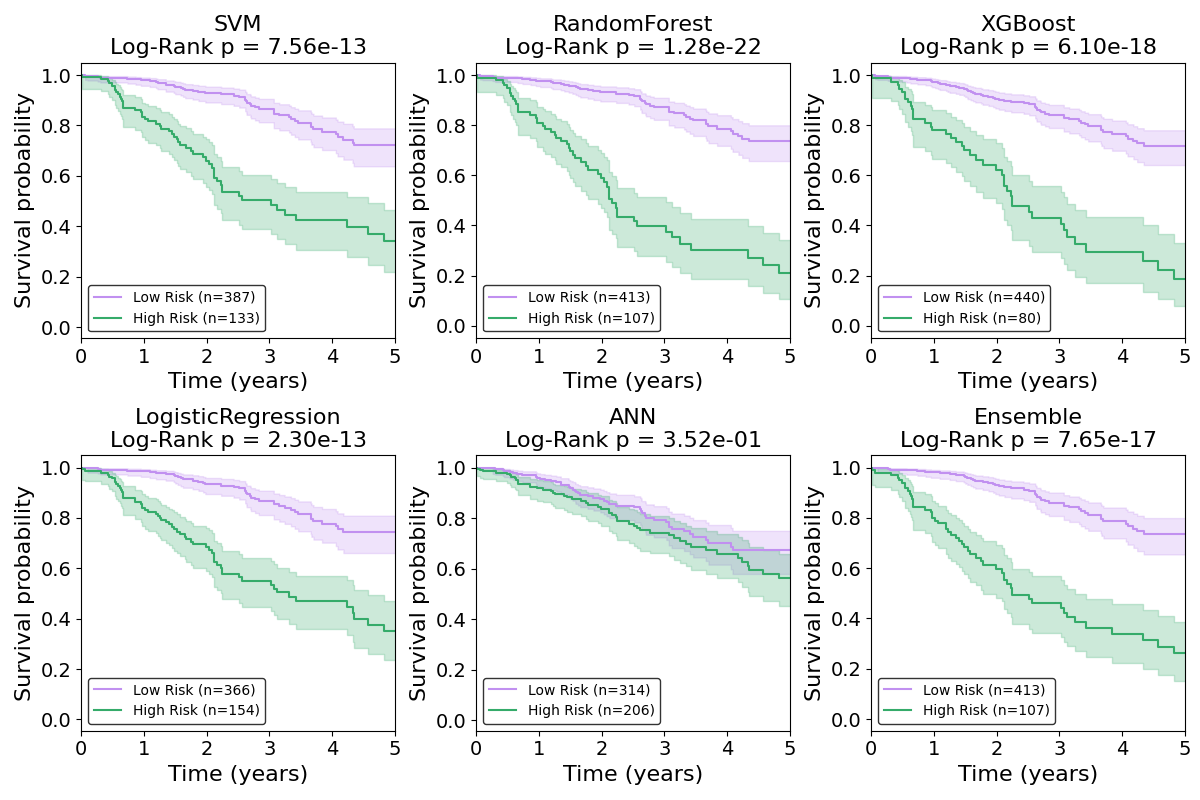 SVM
Log-Rank p = 7.56e-13
Survival probability
1.0
0.8
0.6
0.4
0.2
0.0
Low Risk (n=387)
High Risk (n=133)
0 1 2 3 4 5
Time (years)
RandomForest
Log-Rank p = 1.28e-22
Survival probability
1.0
0.8
0.6
0.4
0.2
0.0
Low Risk (n=413)
High Risk (n=107)
0 1 2 3 4 5
Time (years)
XGBoost
Log-Rank p = 6.10e-18
Survival probability
1.0
0.8
0.6
0.4
0.2
0.0
Low Risk (n=440)
High Risk (n=80)
0 1 2 3 4 5
Time (years)
LogisticRegression
Log-Rank p = 2.30e-13
Survival probability
1.0
0.8
0.6
0.4
0.2
0.0
Low Risk (n=366)
High Risk (n=154)
0 1 2 3 4 5
Time (years)
ANN
Log-Rank p = 3.52e-01
Survival probability
1.0
0.8
0.6
0.4
0.2
0.0
Low Risk (n=314)
High Risk (n=206)
0 1 2 3 4 5
Time (years)
Ensemble
Log-Rank p = 7.65e-17
Survival probability
1.0
0.8
0.6
0.4
0.2
0.0
Low Risk (n=413)
High Risk (n=107)
0 1 2 3 4 5
Time (years)